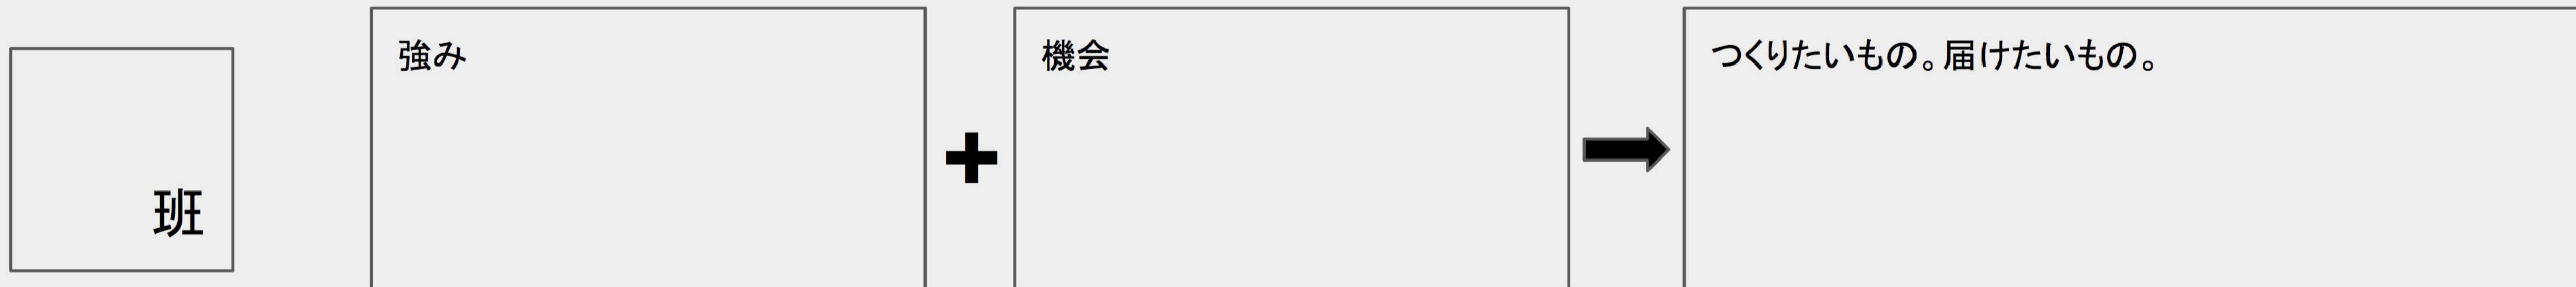 班
強み
機会
つくりたいもの。届けたいもの。